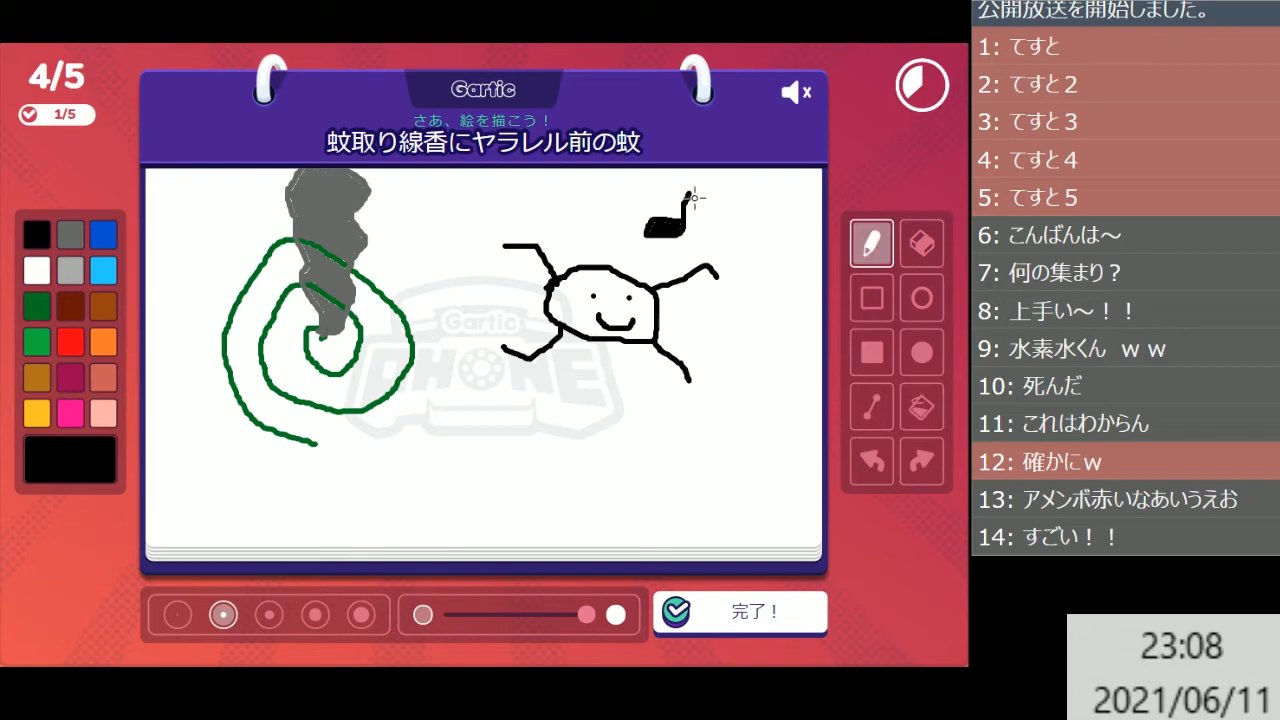 4/5
1/5
Gartic
さあ、絵を描こう！
蚊取り線香にヤラレル前の蚊
Gartic
PHONE
完了！
公開放送を開始しました。
1: てすと
2: てすと２
3: てすと３
4: てすと４
5: てすと５
6: こんばんは～
7: 何の集まり？
8: 上手い～！！
9: 水素水くん　ｗｗ
10: 死んだ
11: これはわからん
12: 確かにｗ
13: アメンボ赤いなあいうえお
14: すごい！！
23:08
2021/06/11